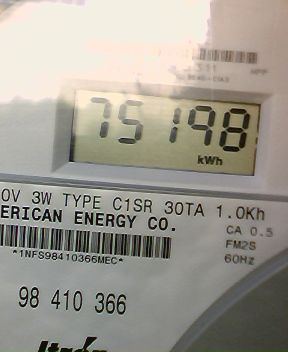 75198
kWh
0V 3W TYPE C1SR 30TA 1.0Kh
ERICAN ENERGY CO.
CA 0.5
FM2S
*1NFS98410366MEC*
60Hz
98 410 366
Itrón